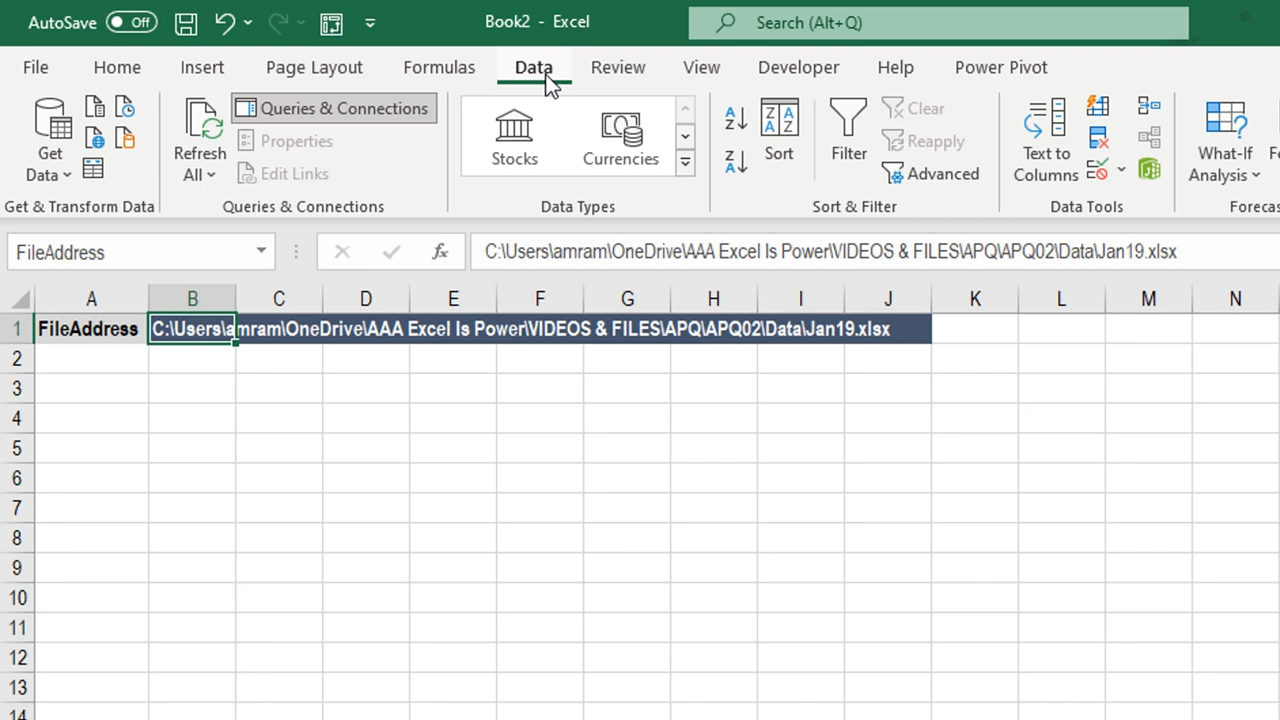 AutoSave Off Book2 - Excel Search (Alt+Q)
File Home Insert Page Layout Formulas Data Review View Developer Help Power Pivot
Get Data
Refresh All
Queries & Connections
Properties
Edit Links
Stocks
Currencies
Sort
Filter
Clear
Reapply
Advanced
Text to Columns
What-If Analysis
Get & Transform Data Queries & Connections Data Types Sort & Filter Data Tools Forecas
FileAddress fx C:\Users\amram\OneDrive\AAA Excel Is Power\VIDEOS & FILES\APQ\APQ02\Data\Jan19.xlsx
A B C D E F G H I J K L M N
1 FileAddress C:\Users\amram\OneDrive\AAA Excel Is Power\VIDEOS & FILES\APQ\APQ02\Data\Jan19.xlsx
2
3
4
5
6
7
8
9
10
11
12
13
14